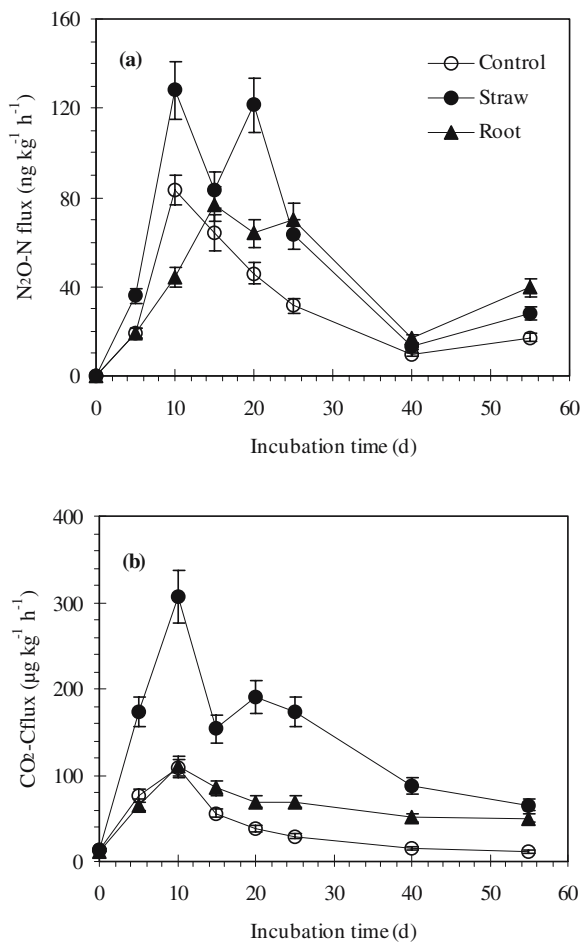 160
120
80
40
0
(a)
Control
Straw
Root
N2O-N flux (ng kg-1 h-1)
0 10 20 30 40 50 60
Incubation time (d)
400
300
200
100
0
(b)
CO2-Cflux (µg kg-1 h-1)
0 10 20 30 40 50 60
Incubation time (d)